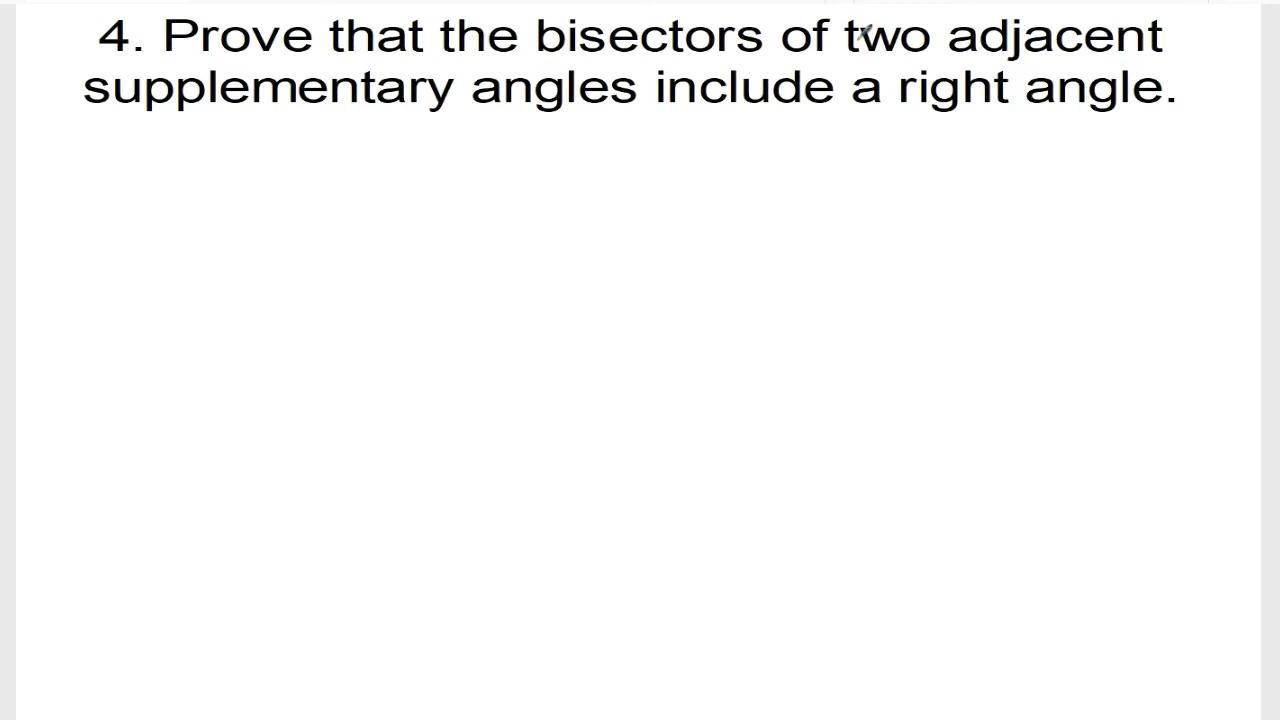 4. Prove that the bisectors of two adjacent
supplementary angles include a right angle.